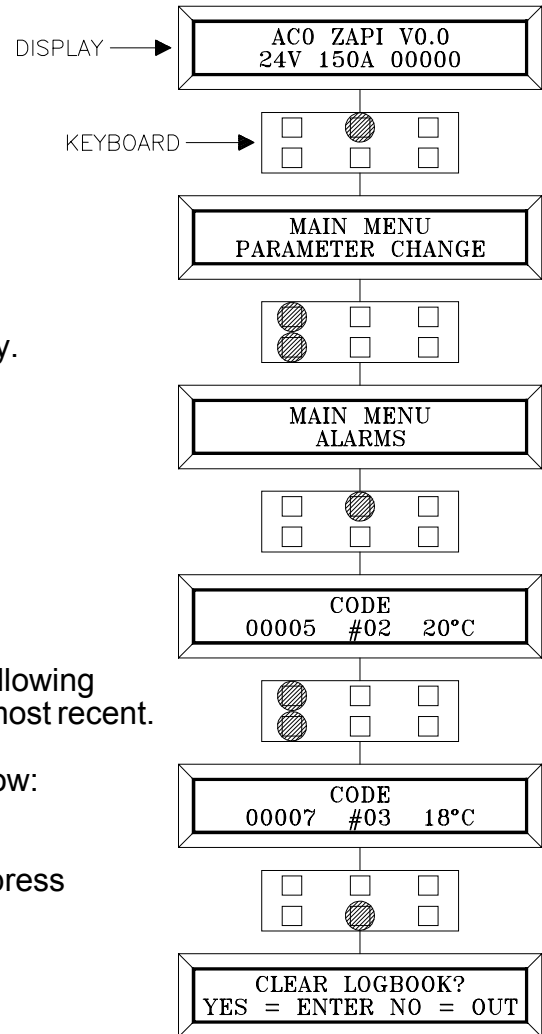 DISPLAY
AC0 ZAPI V0.0
24V 150A 00000
KEYBOARD
MAIN MENU
PARAMETER CHANGE
y.
MAIN MENU
ALARMS
CODE
00005 #02 20°C
llowing
most recent.
ow:
CODE
00007 #03 18°C
press
CLEAR LOGBOOK?
YES = ENTER NO = OUT